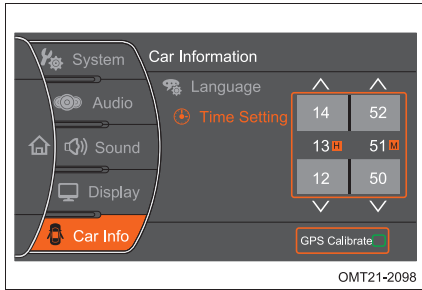 System
Car Information
Language
Audio
Time Setting
14 52
Sound
13 H 51 M
12 50
Display
Car Info
GPS Calibrate
OMT21-2098